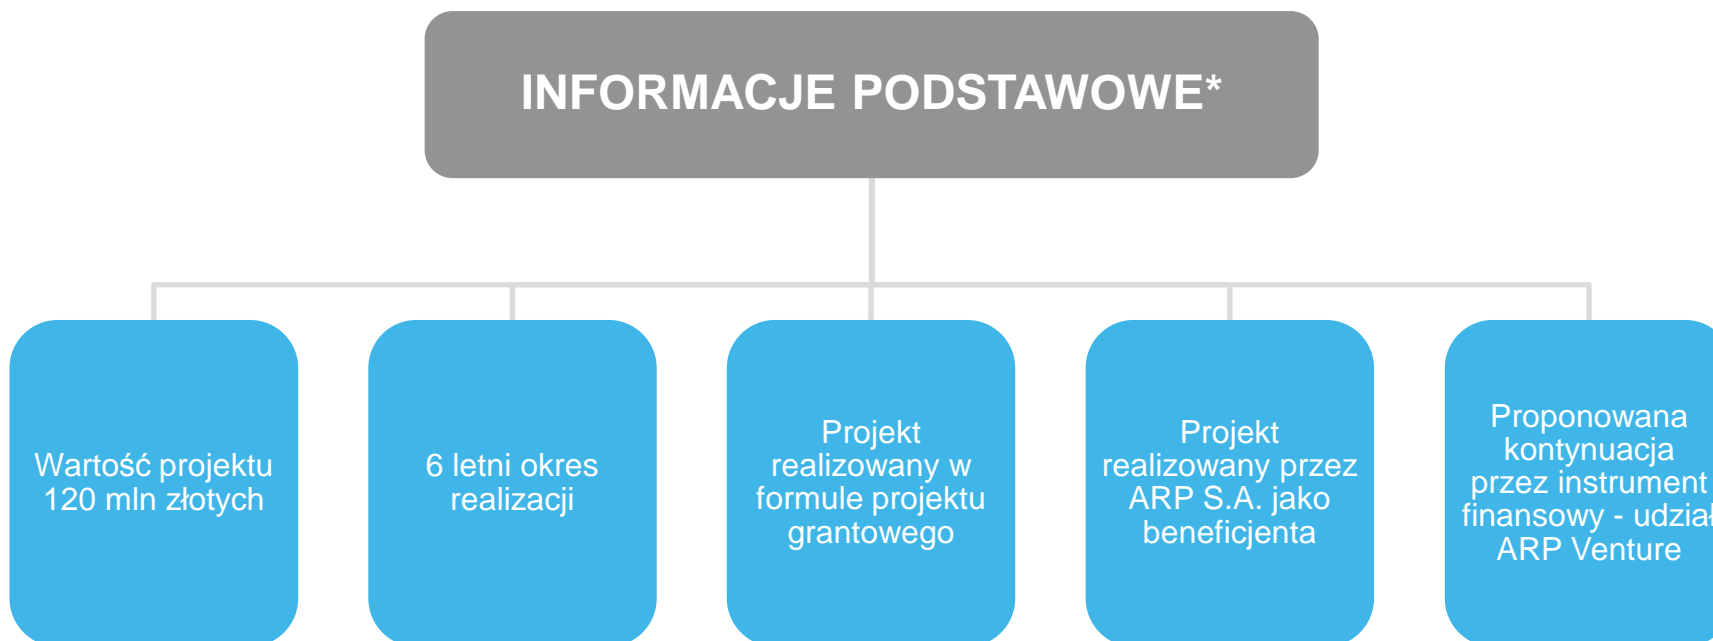 INFORMACJE PODSTAWOWE*
Wartość projektu
120 mln złotych
6 letni okres
realizacji
Projekt
realizowany w
formule projektu
grantowego
Projekt
realizowany przez
ARP S.A. jako
beneficjenta
Proponowana
kontynuacja
przez instrument
finansowy - udział
ARP Venture